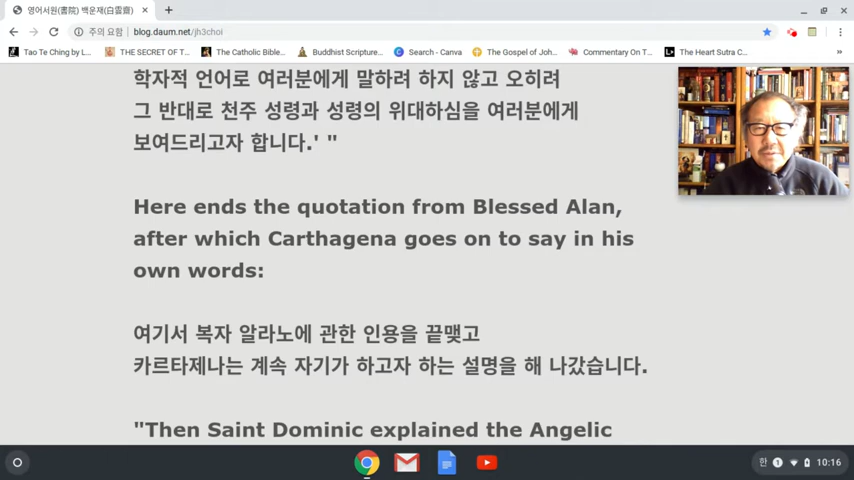 영어서원(書院) 백운재(白雲齋)
주의 요함
blog.daum.net/jh3choi
Tao Te Ching by L...
THE SECRET OF T...
The Catholic Bible...
Buddhist Scripture...
Search - Canva
The Gospel of Joh...
Commentary On T...
The Heart Sutra C...
학자적 언어로 여러분에게 말하려 하지 않고 오히려
그 반대로 천주 성령과 성령의 위대하심을 여러분에게
보여드리고자 합니다.' "
Here ends the quotation from Blessed Alan,
after which Carthagena goes on to say in his
own words:
여기서 복자 알라노에 관한 인용을 끝맺고
카르타제나는 계속 자기가 하고자 하는 설명을 해 나갔습니다.
"Then Saint Dominic explained the Angelic
한 1 10:16